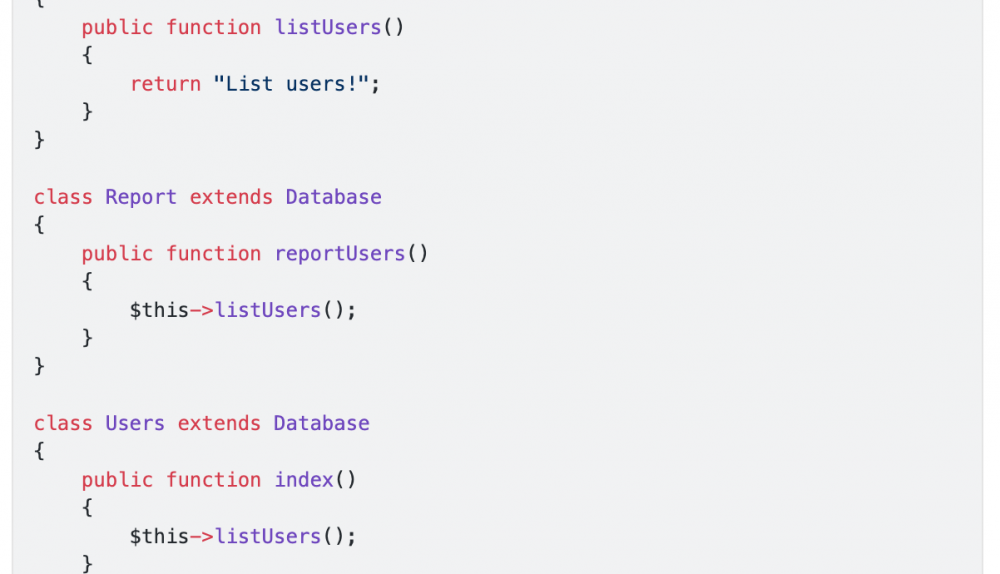 {
    public function listUsers()
    {
        return "List users!";
    }
}

class Report extends Database
{
    public function reportUsers()
    {
        $this->listUsers();
    }
}

class Users extends Database
{
    public function index()
    {
        $this->listUsers();
    }